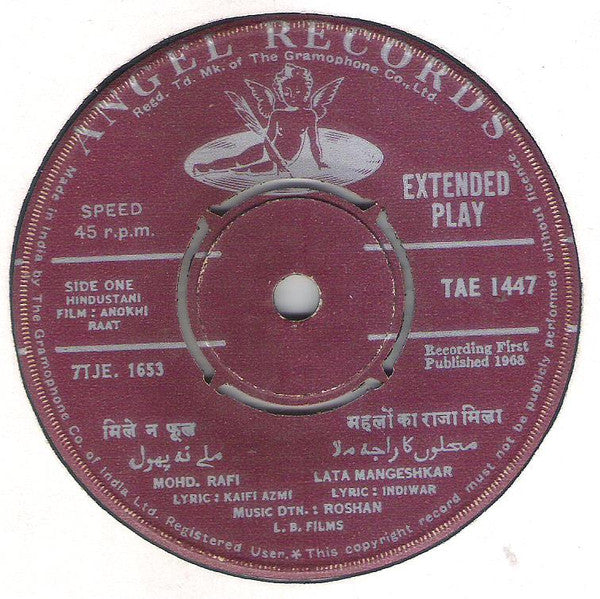 ANGEL RECORDS
Regd. Td. Mk. of The Gramophone Co. Ltd.
EXTENDED
PLAY
SPEED
45 r.p.m.
SIDE ONE
HINDUSTANI
FILM : ANOKHI
RAAT
TAE 1447
7TJE. 1653
Recording First
Published 1968
मिले न फूल
महलों का राजा मिला
ملے نہ پھول
محلوں کا راجہ ملا
MOHD. RAFI
LATA MANGESHKAR
LYRIC : KAIFI AZMI
LYRIC : INDIWAR
MUSIC DTN. : ROSHAN
L. B. FILMS
Made in India by The Gramophone Co. of India Ltd. Registered User. * This copyright record must not be publicly performed without licence.